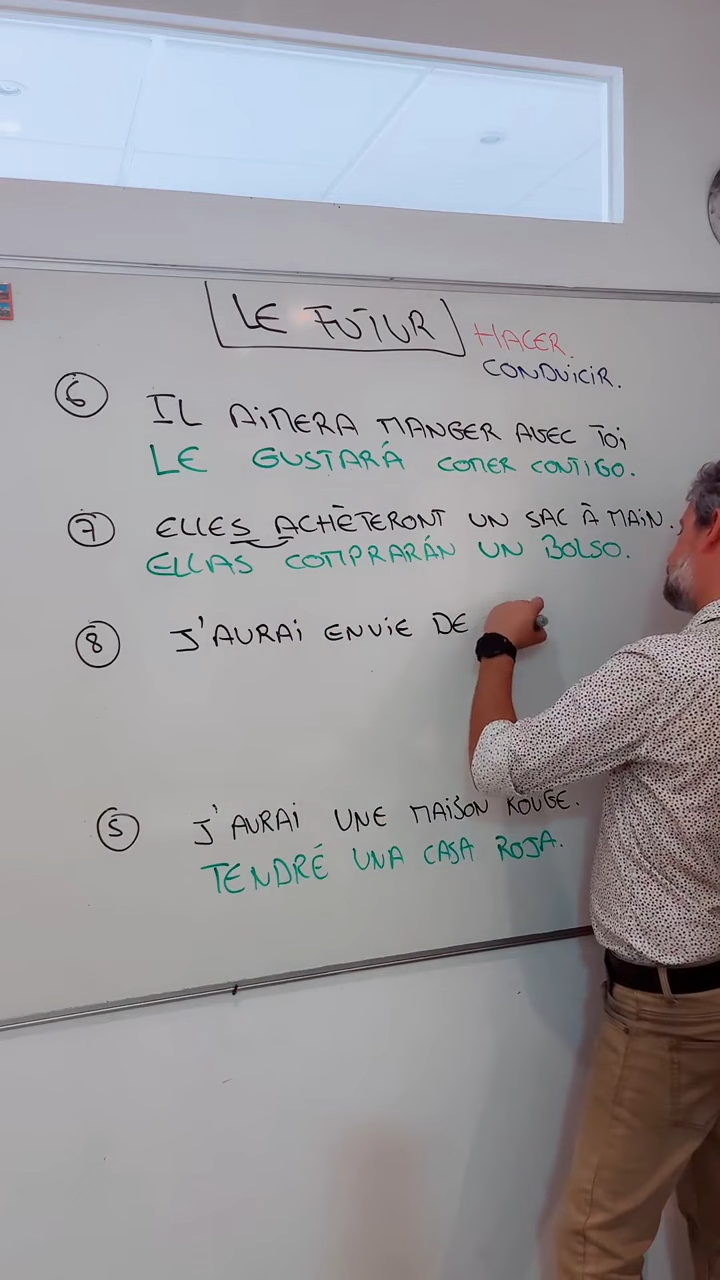 LE FUTUR
HACER.
CONDUICIR.
6 IL AIMERA MANGER AVEC TOI
LE GUSTARÁ COMER CONTIGO.
7 ELLES ACHÈTERONT UN SAC À MAIN.
ELLAS COMPRARÁN UN BOLSO.
8 J'AURAI ENVIE DE
5 J'AURAI UNE MAISON ROUGE.
TENDRÉ UNA CASA ROJA.